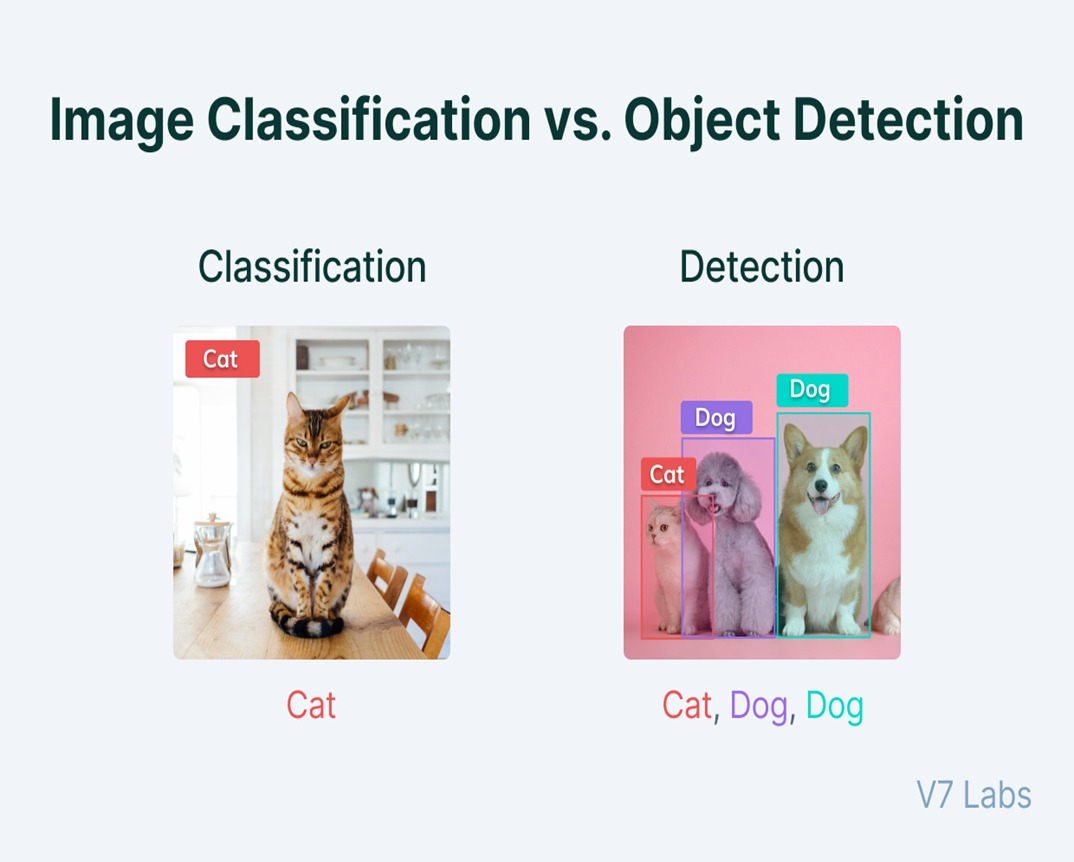 Image Classification vs. Object Detection
Classification
Detection
Cat
Dog
Dog
Cat
Cat
Cat, Dog, Dog
V7 Labs